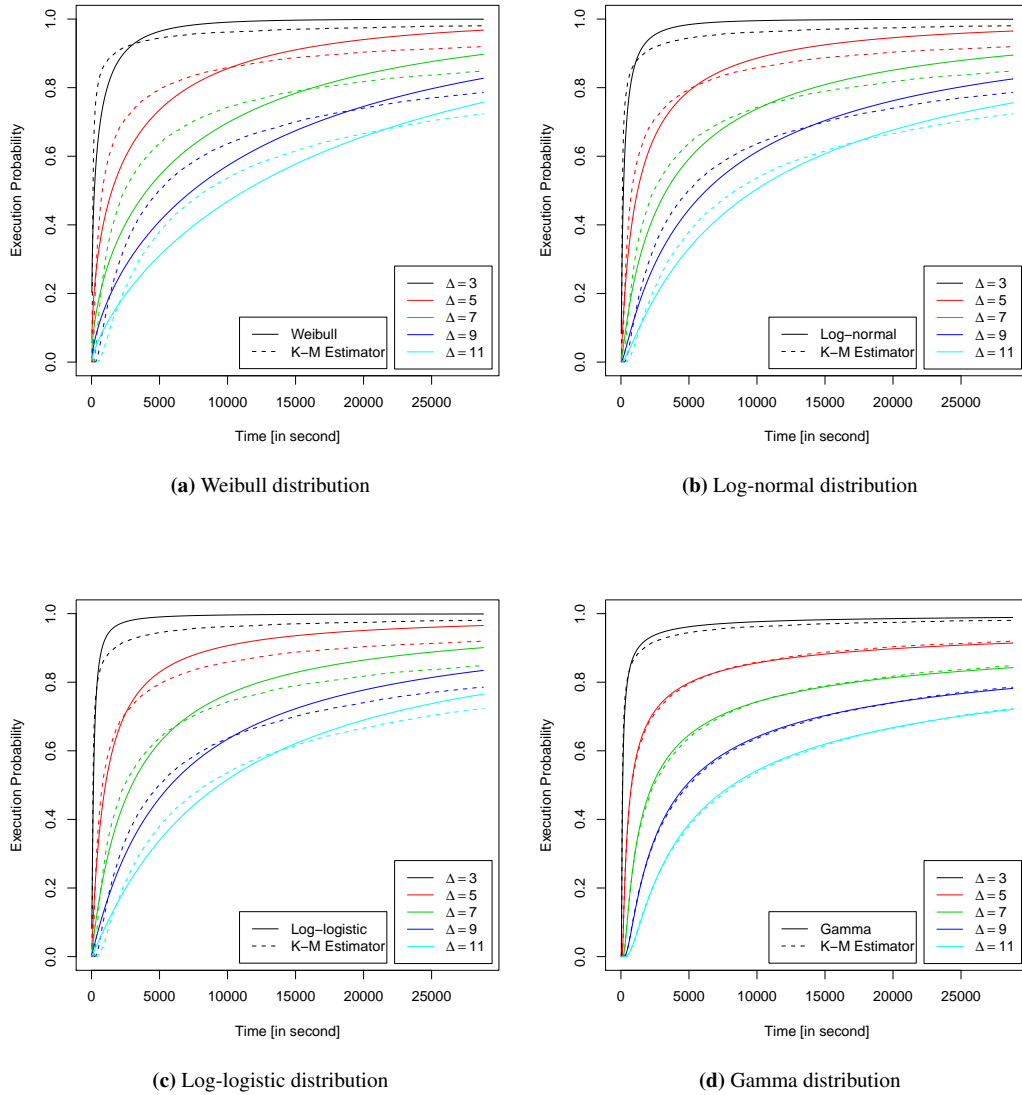 1.0
0.8
0.6
0.4
0.2
0.0
Execution Probability
0 5000 10000 15000 20000 25000
Time [in second]
Weibull
K−M Estimator
Δ = 3
Δ = 5
Δ = 7
Δ = 9
Δ = 11
(a) Weibull distribution
1.0
0.8
0.6
0.4
0.2
0.0
Execution Probability
0 5000 10000 15000 20000 25000
Time [in second]
Log−normal
K−M Estimator
Δ = 3
Δ = 5
Δ = 7
Δ = 9
Δ = 11
(b) Log-normal distribution
1.0
0.8
0.6
0.4
0.2
0.0
Execution Probability
0 5000 10000 15000 20000 25000
Time [in second]
Log−logistic
K−M Estimator
Δ = 3
Δ = 5
Δ = 7
Δ = 9
Δ = 11
(c) Log-logistic distribution
1.0
0.8
0.6
0.4
0.2
0.0
Execution Probability
0 5000 10000 15000 20000 25000
Time [in second]
Gamma
K−M Estimator
Δ = 3
Δ = 5
Δ = 7
Δ = 9
Δ = 11
(d) Gamma distribution